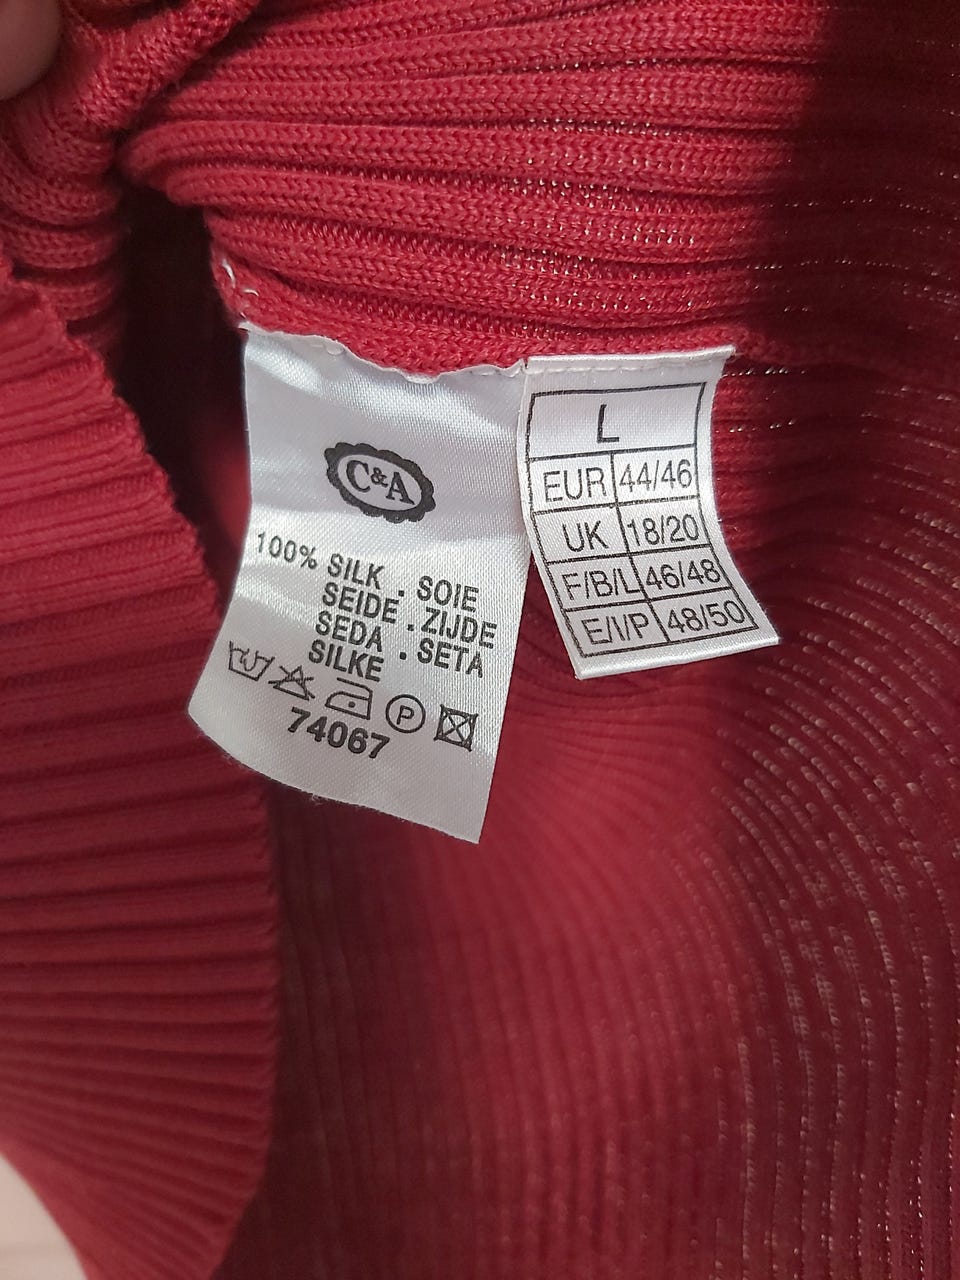 C&A
100% SILK . SOIE
SEIDE . ZIJDE
SEDA . SETA
SILKE
P
74067
L
EUR 44/46
UK 18/20
F/B/L 46/48
E/I/P 48/50